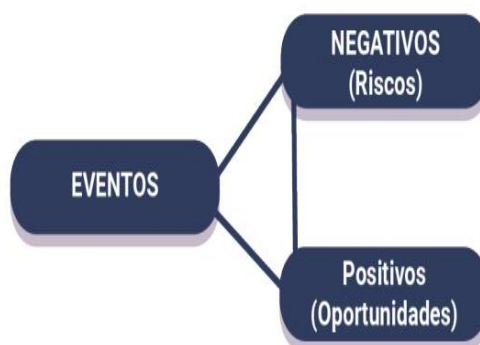 NEGATIVOS
(Riscos)
EVENTOS
Positivos
(Oportunidades)